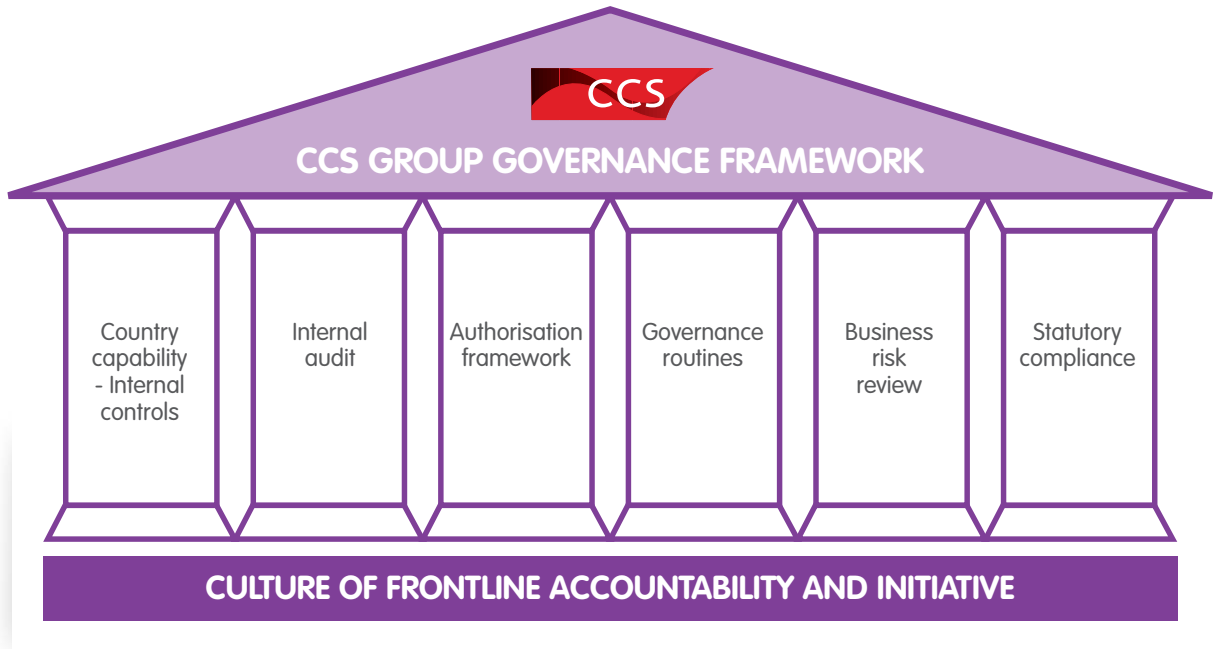 CCS
CCS GROUP GOVERNANCE FRAMEWORK
Country
capability
- Internal
controls
Internal
audit
Authorisation
framework
Governance
routines
Business
risk
review
Statutory
compliance
CULTURE OF FRONTLINE ACCOUNTABILITY AND INITIATIVE